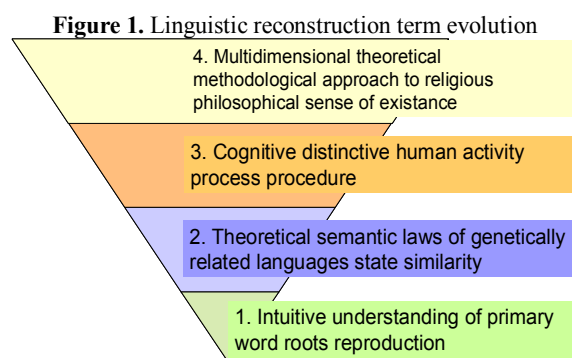 Figure 1. Linguistic reconstruction term evolution
4. Multidimensional theoretical
methodological approach to religious
philosophical sense of existance
3. Cognitive distinctive human activity
process procedure
2. Theoretical semantic laws of genetically
related languages state similarity
1. Intuitive understanding of primary
word roots reproduction